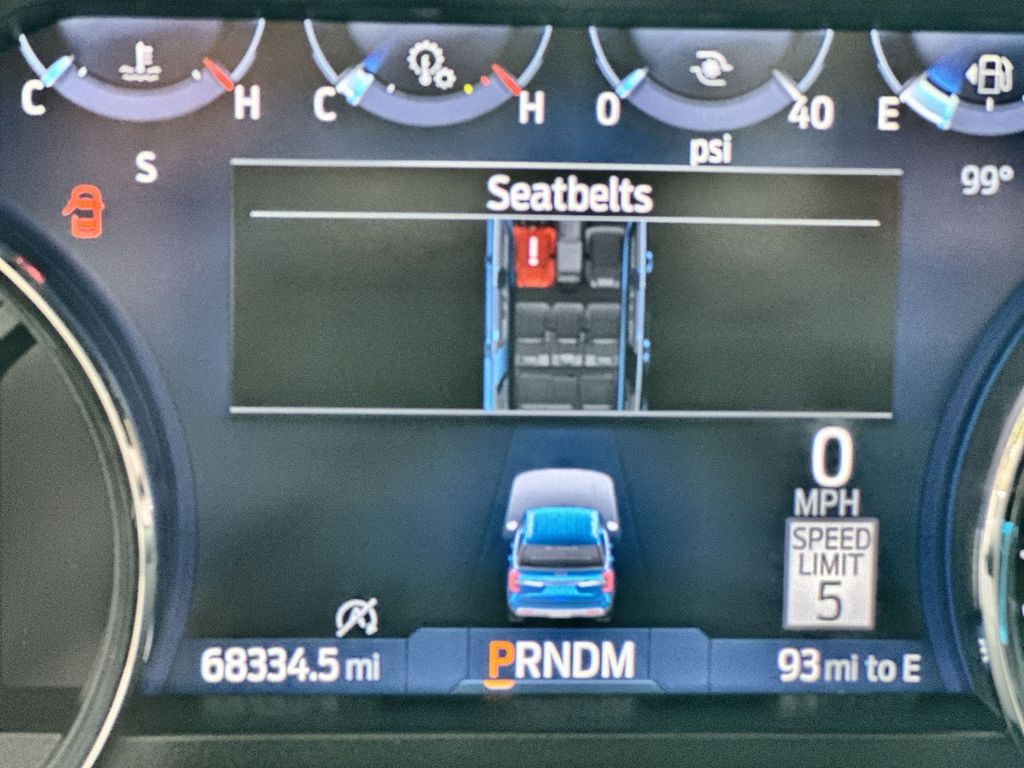 C H C H 0 40 E
psi
S
99°
Seatbelts
!
0
MPH
SPEED
LIMIT
5
68334.5 mi PRNDM 93 mi to E